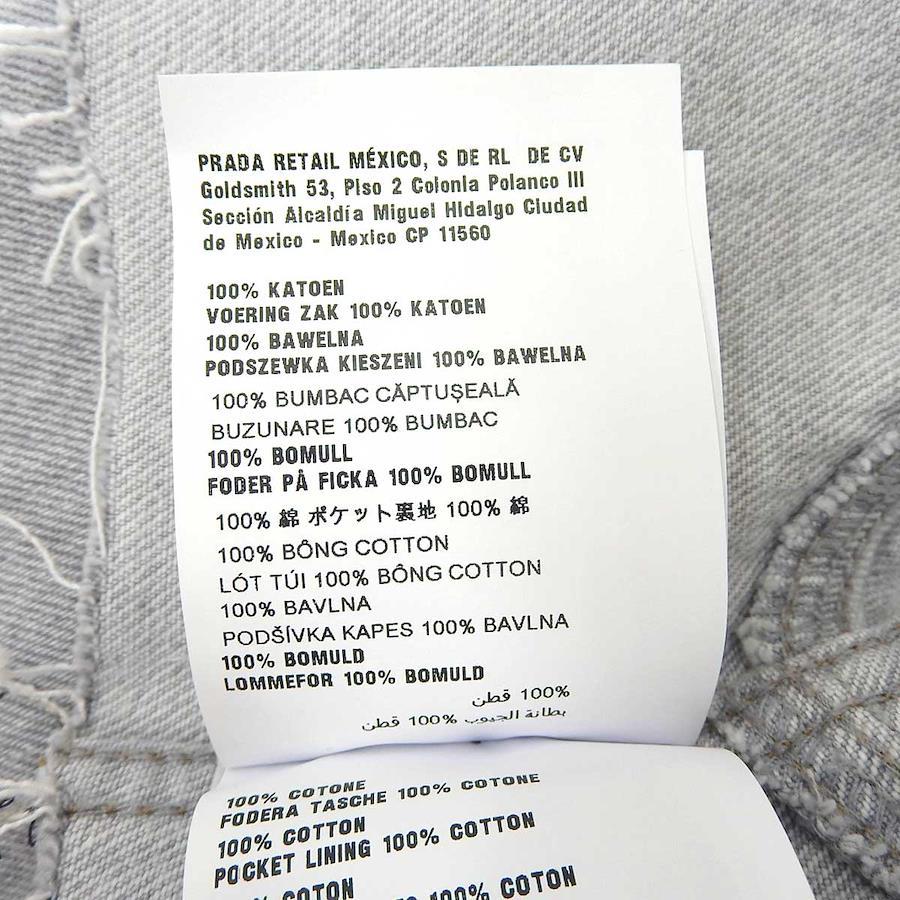 PRADA RETAIL MÉXICO, S DE RL DE CV
Goldsmith 53, Piso 2 Colonia Polanco III
Sección Alcaldía Miguel Hidalgo Ciudad
de Mexico - Mexico CP 11560
100% KATOEN
VOERING ZAK 100% KATOEN
100% BAWELNA
PODSZEWKA KIESZENI 100% BAWELNA
100% BUMBAC CĂPTUȘEALĂ
BUZUNARE 100% BUMBAC
100% BOMULL
FODER PÅ FICKA 100% BOMULL
100% 綿 ポケット裏地 100% 綿
100% BÔNG COTTON
LÓT TÚI 100% BÔNG COTTON
100% BAVLNA
PODŠÍVKA KAPES 100% BAVLNA
100% BOMULD
LOMMEFOR 100% BOMULD
100% قطن
بطانة الجيوب 100% قطن
100% COTONE
FODERA TASCHE 100% COTONE
100% COTTON
POCKET LINING 100% COTTON
100% COTON
100% COTON